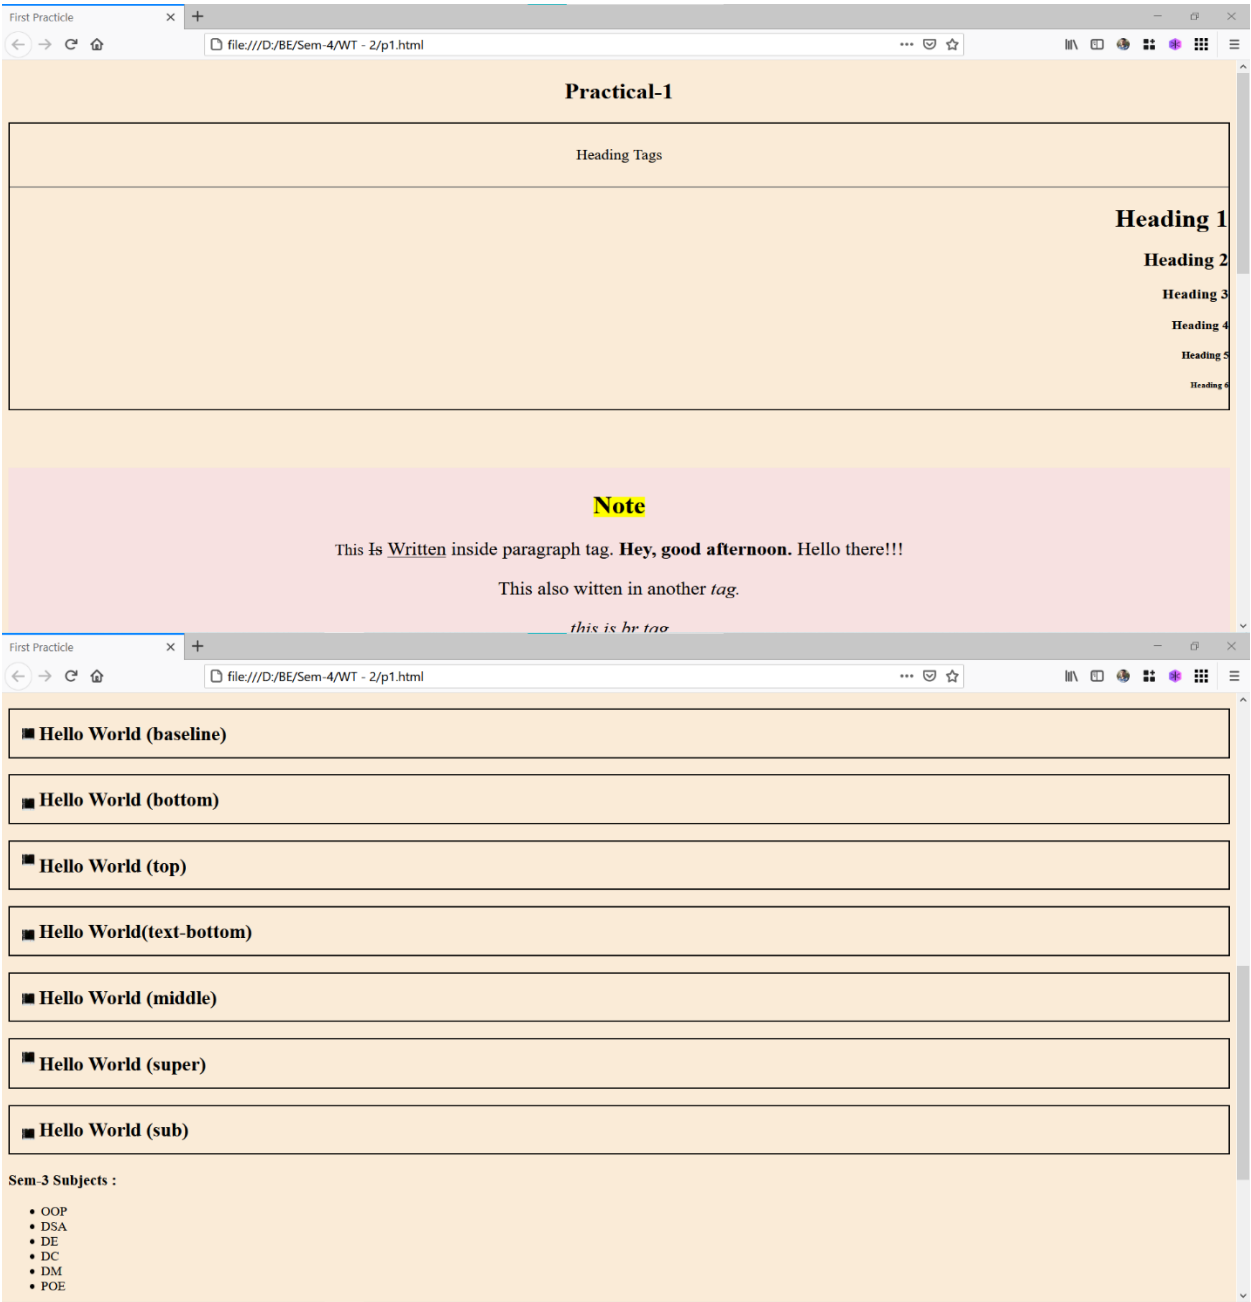 First Practicle
file:///D:/BE/Sem-4/WT - 2/p1.html
Practical-1
Heading Tags
Heading 1
Heading 2
Heading 3
Heading 4
Heading 5
Heading 6
Note
This Is Written inside paragraph tag. Hey, good afternoon. Hello there!!!
This also witten in another tag.
this is br tag
First Practicle
file:///D:/BE/Sem-4/WT - 2/p1.html
Hello World (baseline)
Hello World (bottom)
Hello World (top)
Hello World(text-bottom)
Hello World (middle)
Hello World (super)
Hello World (sub)
Sem-3 Subjects :
• OOP
• DSA
• DE
• DC
• DM
• POE